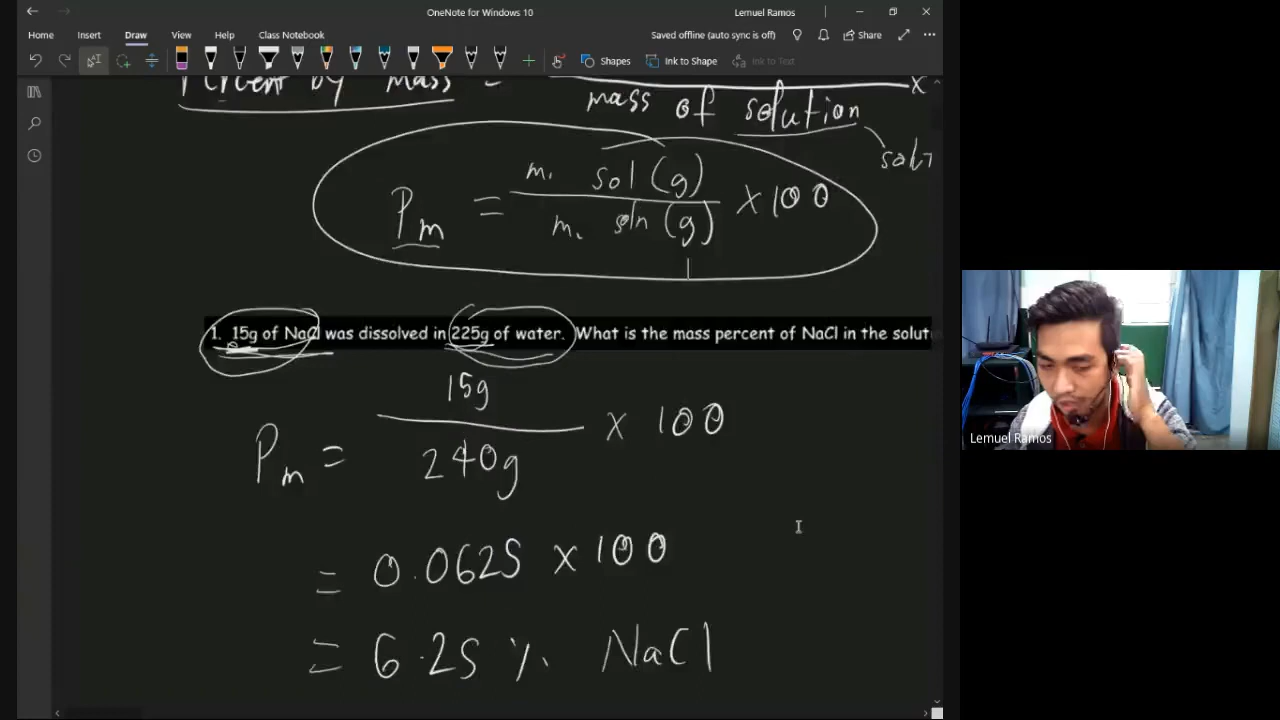 OneNote for Windows 10
Lemuel Ramos
Home Insert Draw View Help Class Notebook
Saved offline (auto sync is off)
Share
Shapes
Ink to Shape
Ink to Text
Percent by mass =
mass of solution
x
Pm = m. sol (g) / m. soln (g) x 100
1. 15g of NaCl was dissolved in 225g of water. What is the mass percent of NaCl in the solut
Pm = 15g / 240g x 100
= 0.0625 x 100
= 6.25 % NaCl
Lemuel Ramos